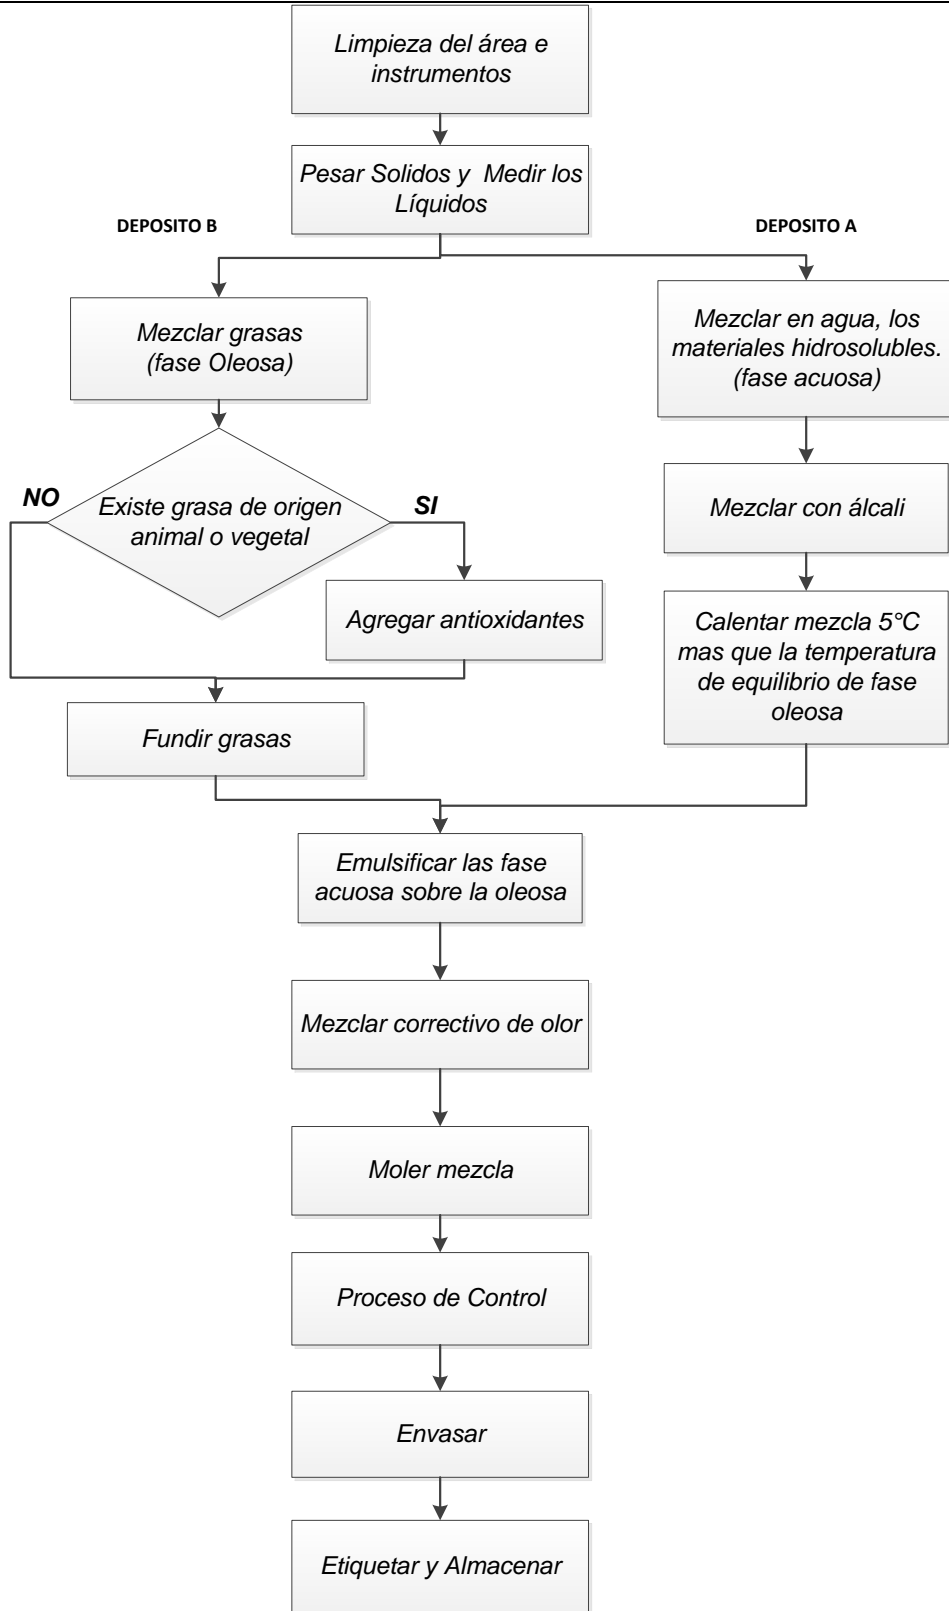 Limpieza del área e
instrumentos
Pesar Solidos y Medir los
Líquidos
DEPOSITO B
DEPOSITO A
Mezclar grasas
(fase Oleosa)
Mezclar en agua, los
materiales hidrosolubles.
(fase acuosa)
NO
Existe grasa de origen
animal o vegetal
SI
Mezclar con álcali
Agregar antioxidantes
Calentar mezcla 5°C
mas que la temperatura
de equilibrio de fase
oleosa
Fundir grasas
Emulsificar las fase
acuosa sobre la oleosa
Mezclar correctivo de olor
Moler mezcla
Proceso de Control
Envasar
Etiquetar y Almacenar